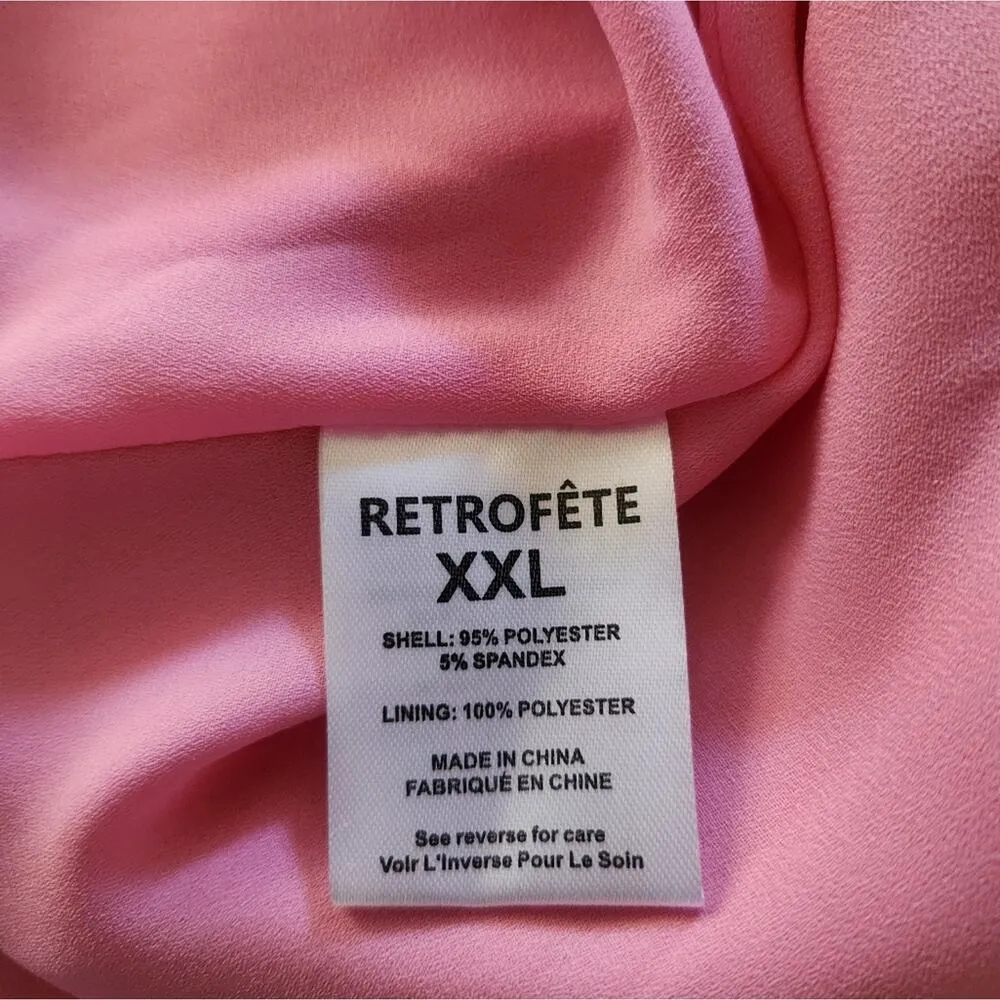 RETROFÊTE
XXL
SHELL: 95% POLYESTER
5% SPANDEX
LINING: 100% POLYESTER
MADE IN CHINA
FABRIQUÉ EN CHINE
See reverse for care
Voir L'Inverse Pour Le Soin